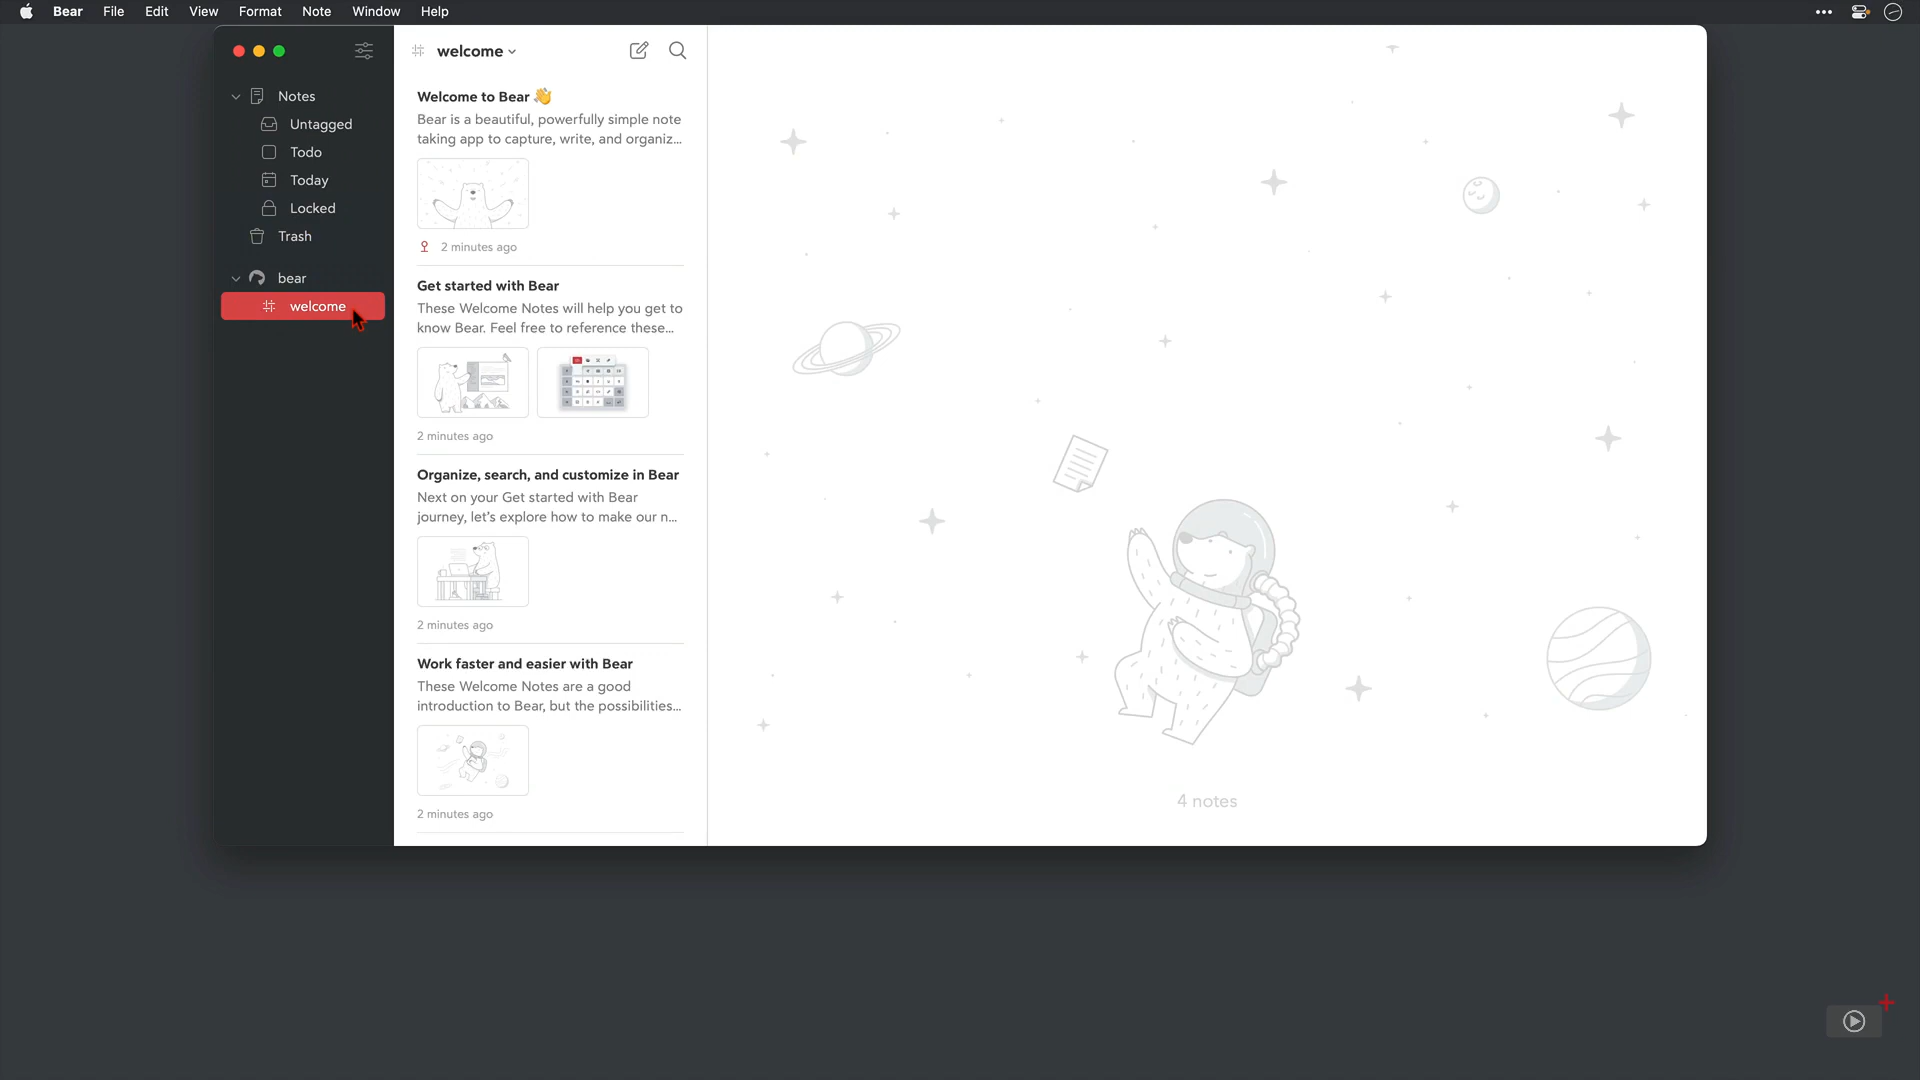 Bear File Edit View Format Note Window Help
welcome
Notes
Untagged
Todo
Today
Locked
Trash
bear
welcome
Welcome to Bear 👋
Bear is a beautiful, powerfully simple note
taking app to capture, write, and organiz...
2 minutes ago
Get started with Bear
These Welcome Notes will help you get to
know Bear. Feel free to reference these...
2 minutes ago
Organize, search, and customize in Bear
Next on your Get started with Bear
journey, let's explore how to make our n...
2 minutes ago
Work faster and easier with Bear
These Welcome Notes are a good
introduction to Bear, but the possibilities...
2 minutes ago
4 notes